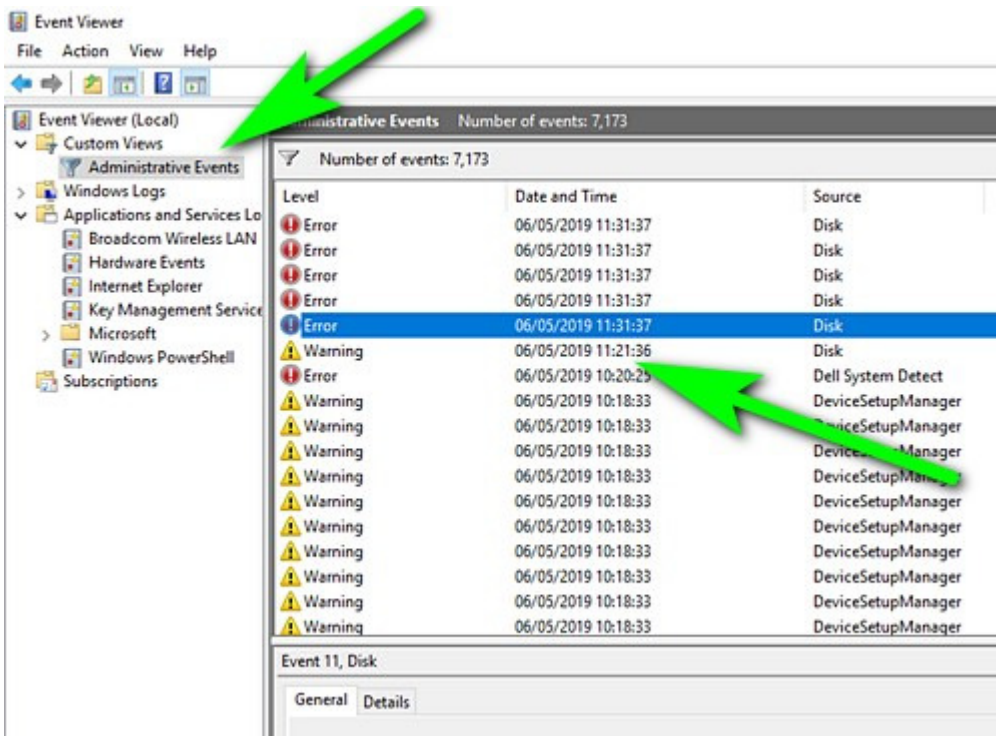 Event Viewer
File Action View Help
Event Viewer (Local)
Custom Views
Administrative Events
Windows Logs
Applications and Services Lo
Broadcom Wireless LAN
Hardware Events
Internet Explorer
Key Management Service
Microsoft
Windows PowerShell
Subscriptions
ministrative Events Number of events: 7,173
Number of events: 7,173
Level Date and Time Source
Error 06/05/2019 11:31:37 Disk
Error 06/05/2019 11:31:37 Disk
Error 06/05/2019 11:31:37 Disk
Error 06/05/2019 11:31:37 Disk
Error 06/05/2019 11:31:37 Disk
Warning 06/05/2019 11:21:36 Disk
Error 06/05/2019 10:20:25 Dell System Detect
Warning 06/05/2019 10:18:33 DeviceSetupManager
Warning 06/05/2019 10:18:33 DeviceSetupManager
Warning 06/05/2019 10:18:33 DeviceSetupManager
Warning 06/05/2019 10:18:33 DeviceSetupManager
Warning 06/05/2019 10:18:33 DeviceSetupManager
Warning 06/05/2019 10:18:33 DeviceSetupManager
Warning 06/05/2019 10:18:33 DeviceSetupManager
Warning 06/05/2019 10:18:33 DeviceSetupManager
Warning 06/05/2019 10:18:33 DeviceSetupManager
Warning 06/05/2019 10:18:33 DeviceSetupManager
Event 11, Disk
General Details